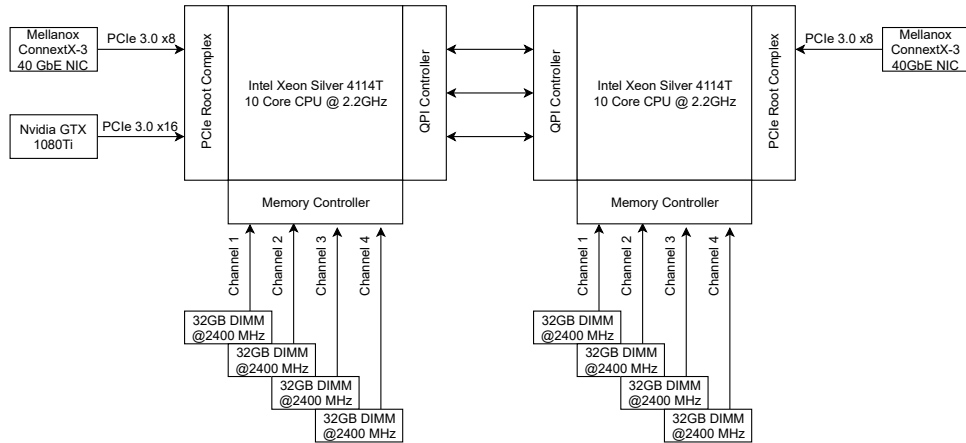 Mellanox
ConnextX-3
40 GbE NIC
PCIe 3.0 x8
Nvidia GTX
1080Ti
PCIe 3.0 x16
PCIe Root Complex
Intel Xeon Silver 4114T
10 Core CPU @ 2.2GHz
QPI Controller
Memory Controller
Channel 1
Channel 2
Channel 3
Channel 4
32GB DIMM
@2400 MHz
32GB DIMM
@2400 MHz
32GB DIMM
@2400 MHz
32GB DIMM
@2400 MHz
QPI Controller
Intel Xeon Silver 4114T
10 Core CPU @ 2.2GHz
PCIe Root Complex
PCIe 3.0 x8
Mellanox
ConnextX-3
40GbE NIC
Memory Controller
Channel 1
Channel 2
Channel 3
Channel 4
32GB DIMM
@2400 MHz
32GB DIMM
@2400 MHz
32GB DIMM
@2400 MHz
32GB DIMM
@2400 MHz